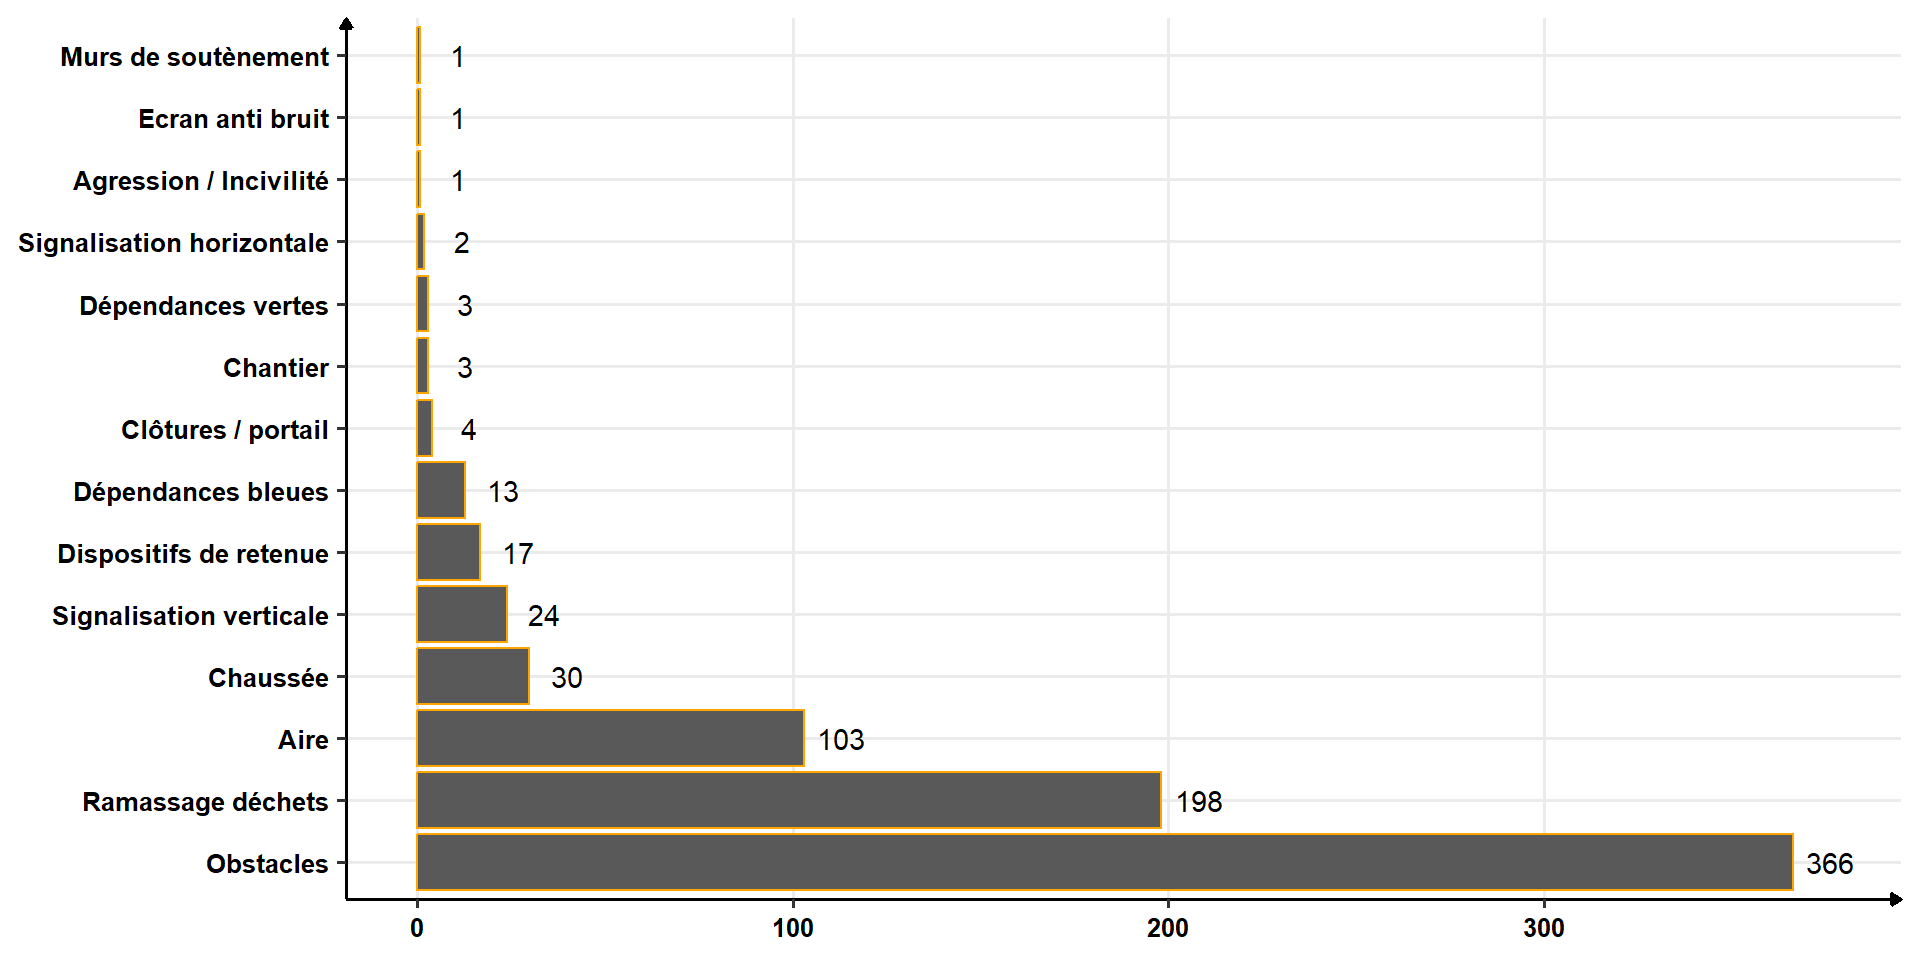 Murs de soutènement 1
Ecran anti bruit 1
Agression / Incivilité 1
Signalisation horizontale 2
Dépendances vertes 3
Chantier 3
Clôtures / portail 4
Dépendances bleues 13
Dispositifs de retenue 17
Signalisation verticale 24
Chaussée 30
Aire 103
Ramassage déchets 198
Obstacles 366
0 100 200 300